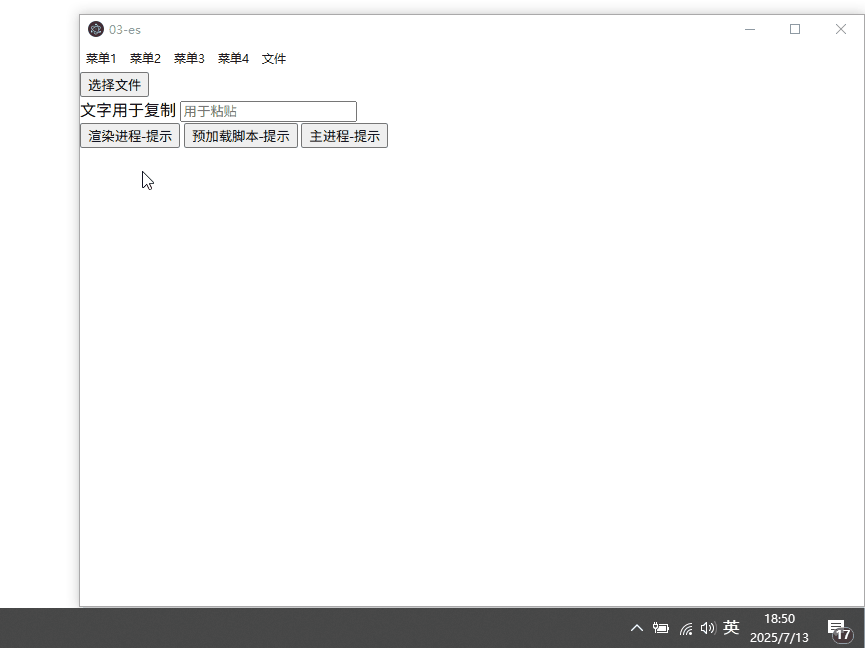 03-es
菜单1 菜单2 菜单3 菜单4 文件
选择文件
文字用于复制 用于粘贴
渲染进程-提示 预加载脚本-提示 主进程-提示
英 18:50
2025/7/13
17